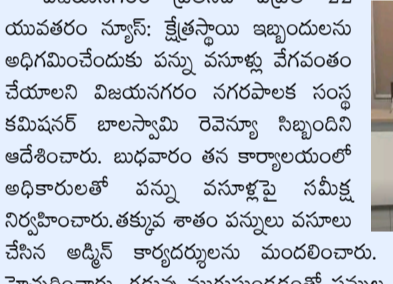 22
యువతరం న్యూస్: క్షేత్రస్థాయి ఇబ్బందులను
అధిగమించేందుకు పన్ను వసూళ్లు వేగవంతం
చేయాలని విజయనగరం నగరపాలక సంస్థ
కమిషనర్ బాలస్వామి రెవెన్యూ సిబ్బందిని
ఆదేశించారు. బుధవారం తన కార్యాలయంలో
అధికారులతో పన్ను వసూళ్లపై సమీక్ష
నిర్వహించారు.తక్కువ శాతం పన్నులు వసూలు
చేసిన అడ్మిన్ కార్యదర్శులను మందలించారు.